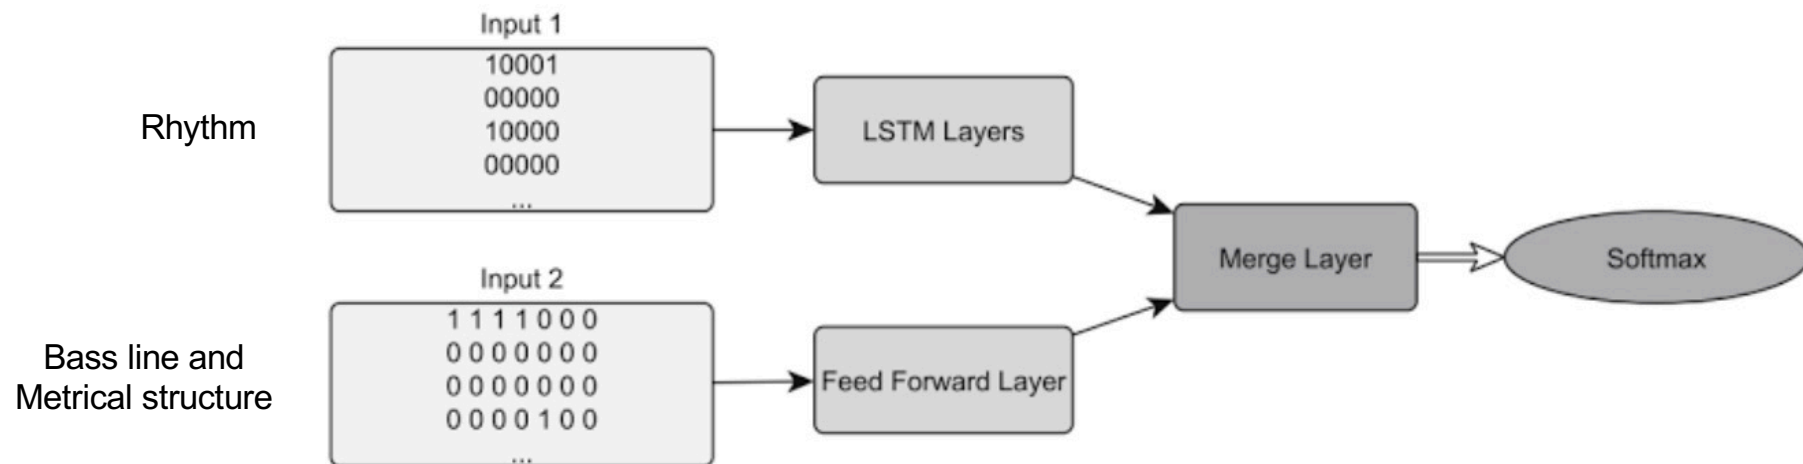 Input 1
10001
00000
10000
00000
...
Rhythm
LSTM Layers
Input 2
1 1 1 1 0 0 0
0 0 0 0 0 0 0
0 0 0 0 0 0 0
0 0 0 0 1 0 0
...
Bass line and
Metrical structure
Feed Forward Layer
Merge Layer
Softmax